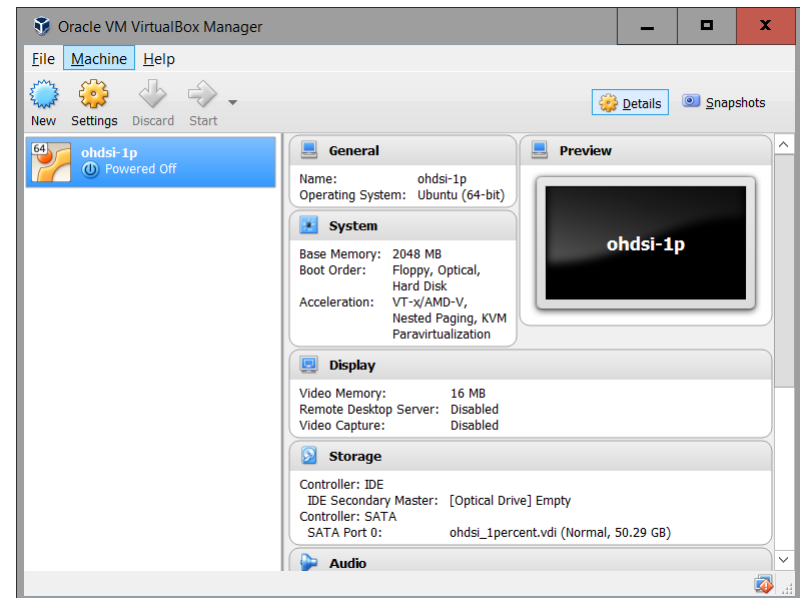 Oracle VM VirtualBox Manager
File Machine Help
New Settings Discard Start
Details Snapshots
64
ohdsi-1p
Powered Off
General
Name: ohdsi-1p
Operating System: Ubuntu (64-bit)
Preview
ohdsi-1p
System
Base Memory: 2048 MB
Boot Order: Floppy, Optical,
Hard Disk
Acceleration: VT-x/AMD-V,
Nested Paging, KVM
Paravirtualization
Display
Video Memory: 16 MB
Remote Desktop Server: Disabled
Video Capture: Disabled
Storage
Controller: IDE
IDE Secondary Master: [Optical Drive] Empty
Controller: SATA
SATA Port 0: ohdsi_1percent.vdi (Normal, 50.29 GB)
Audio